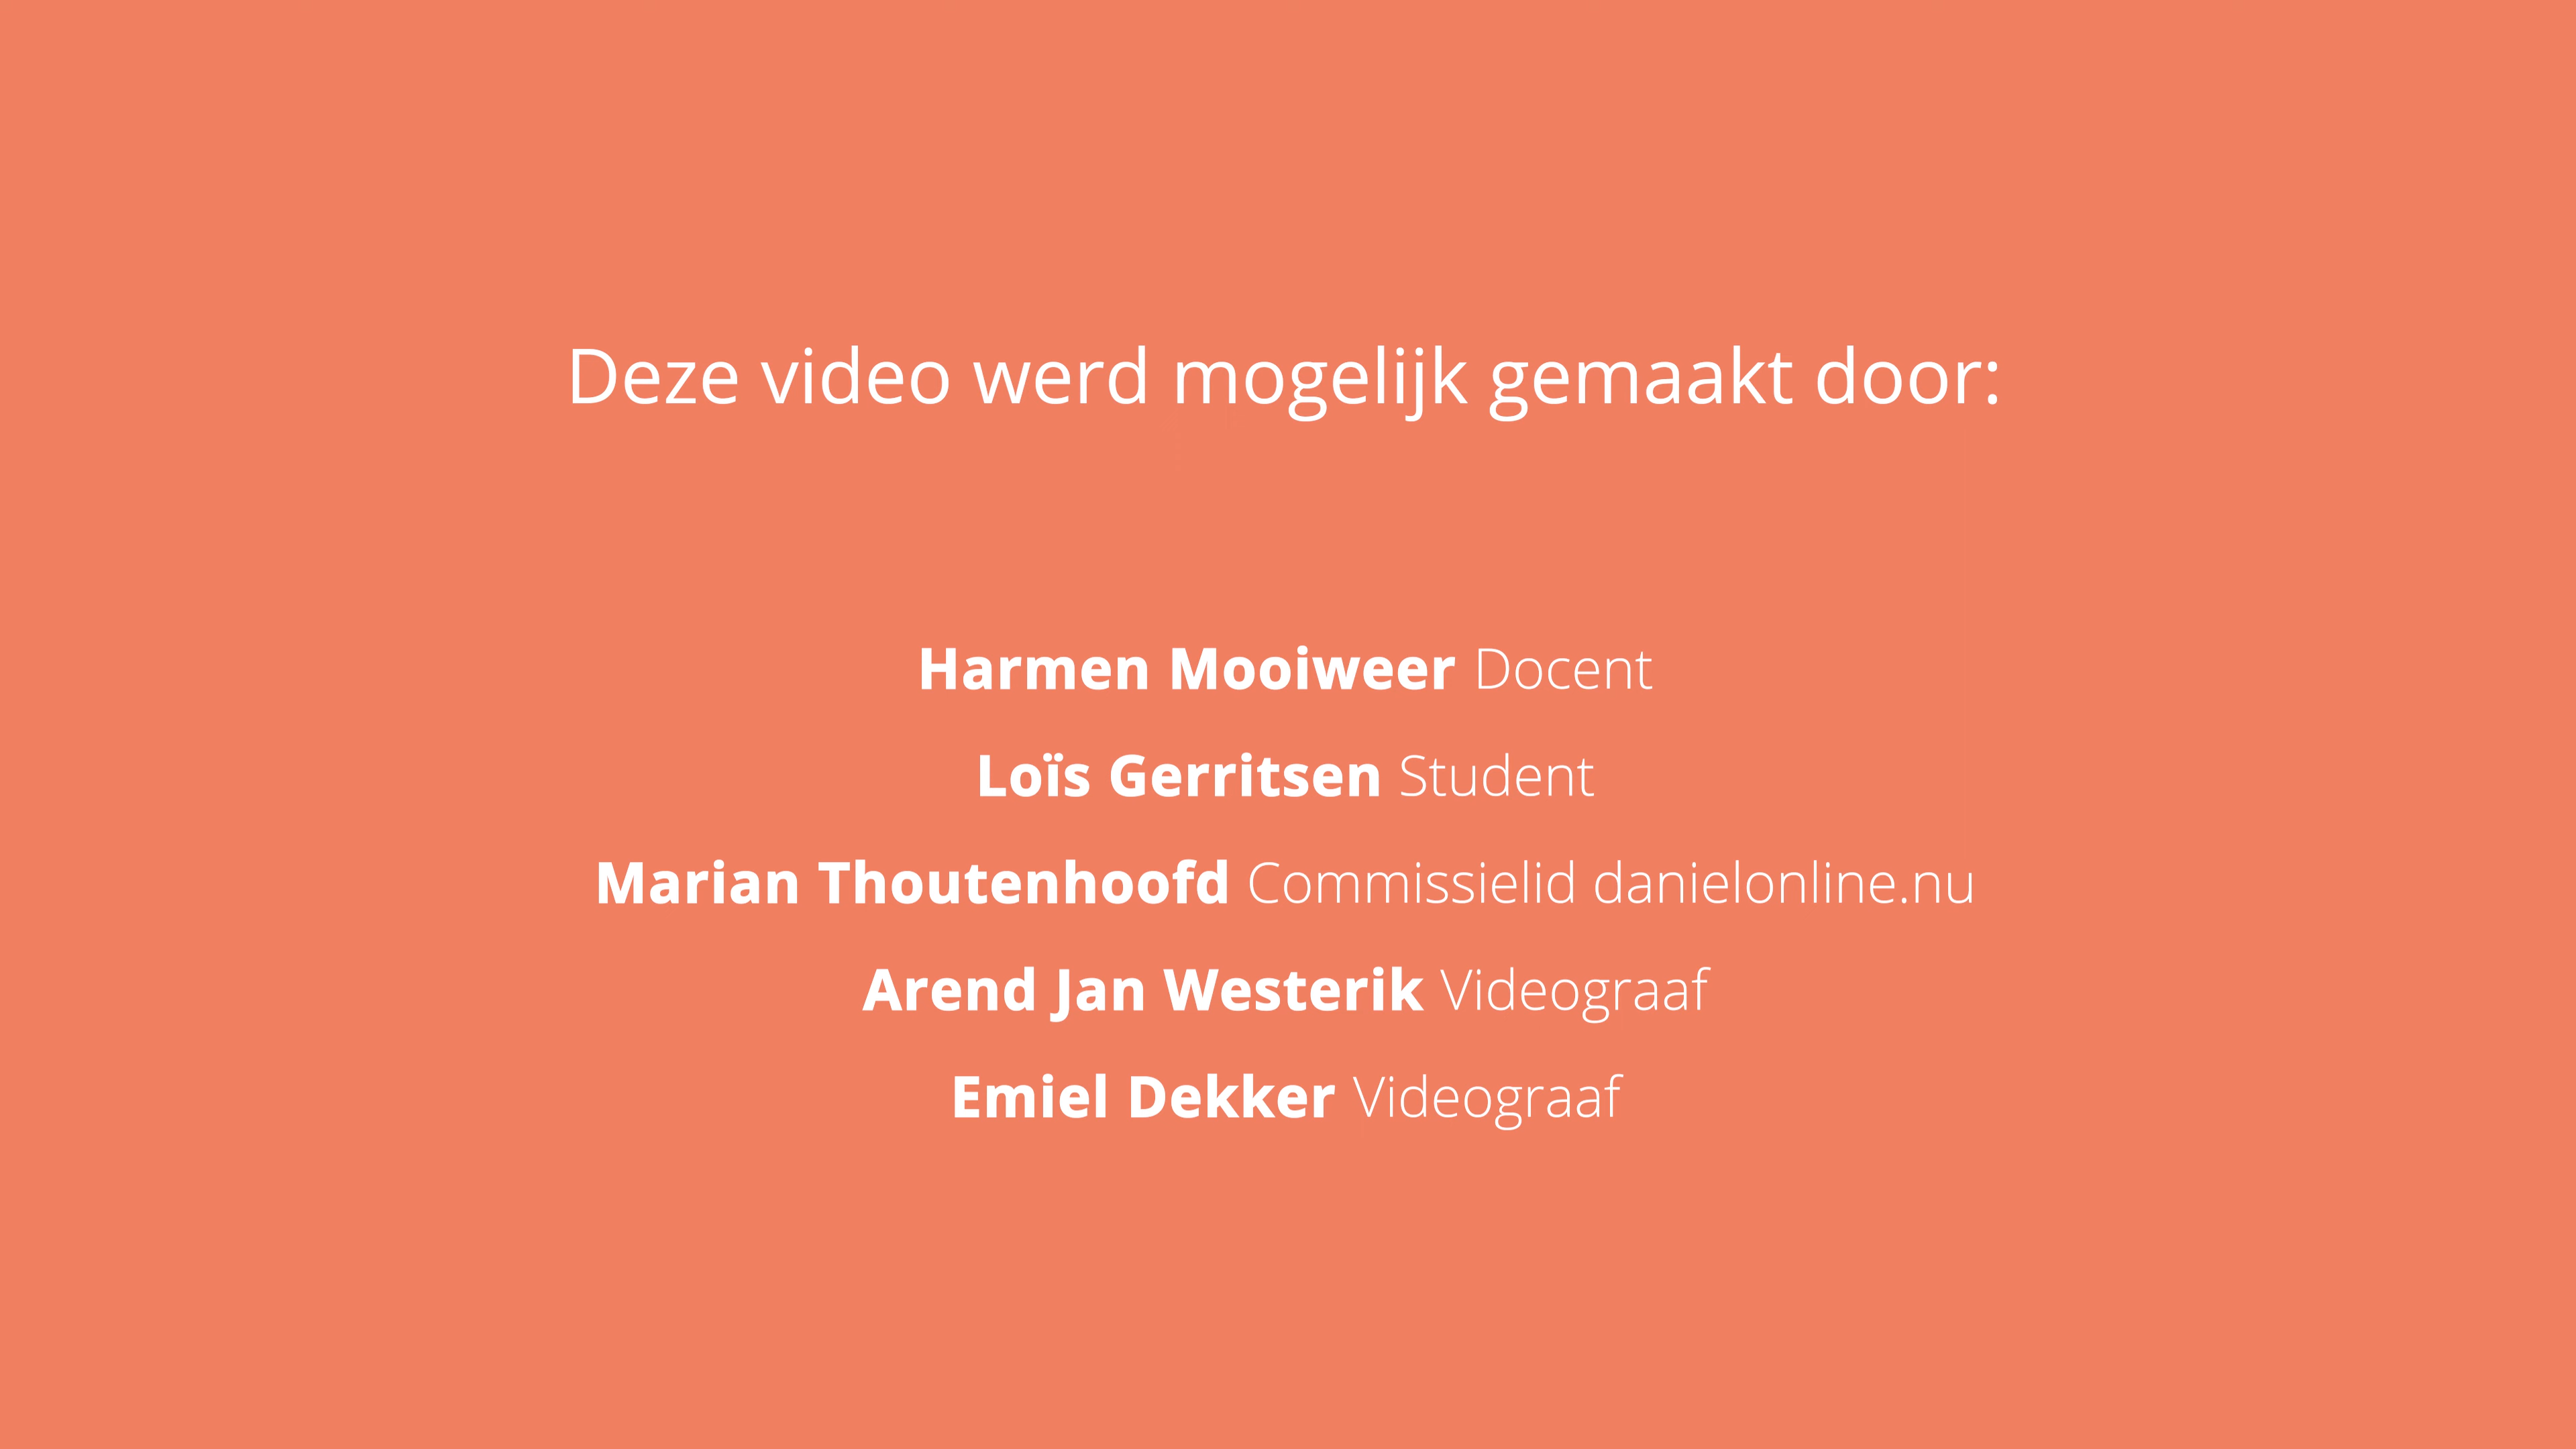 Deze video werd mogelijk gemaakt door:
Harmen Mooiweer Docent
Loïs Gerritsen Student
Marian Thoutenhoofd Commissielid danielonline.nu
Arend Jan Westerik Videograaf
Emiel Dekker Videograaf